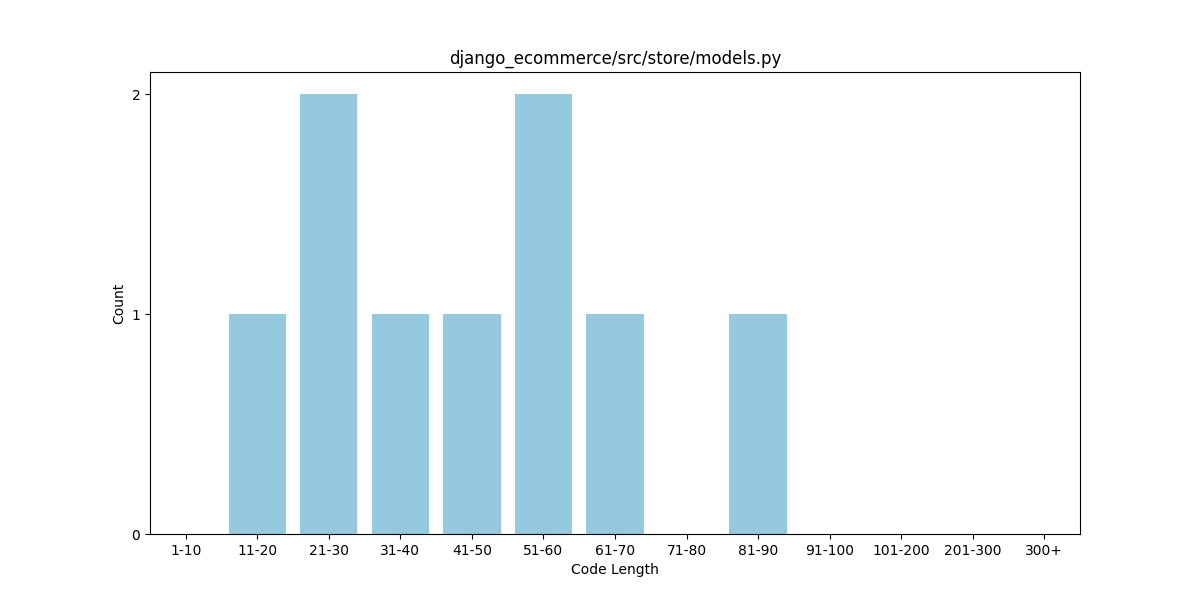 django_ecommerce/src/store/models.py
2
1
0
Count
1-10 11-20 21-30 31-40 41-50 51-60 61-70 71-80 81-90 91-100 101-200 201-300 300+
Code Length